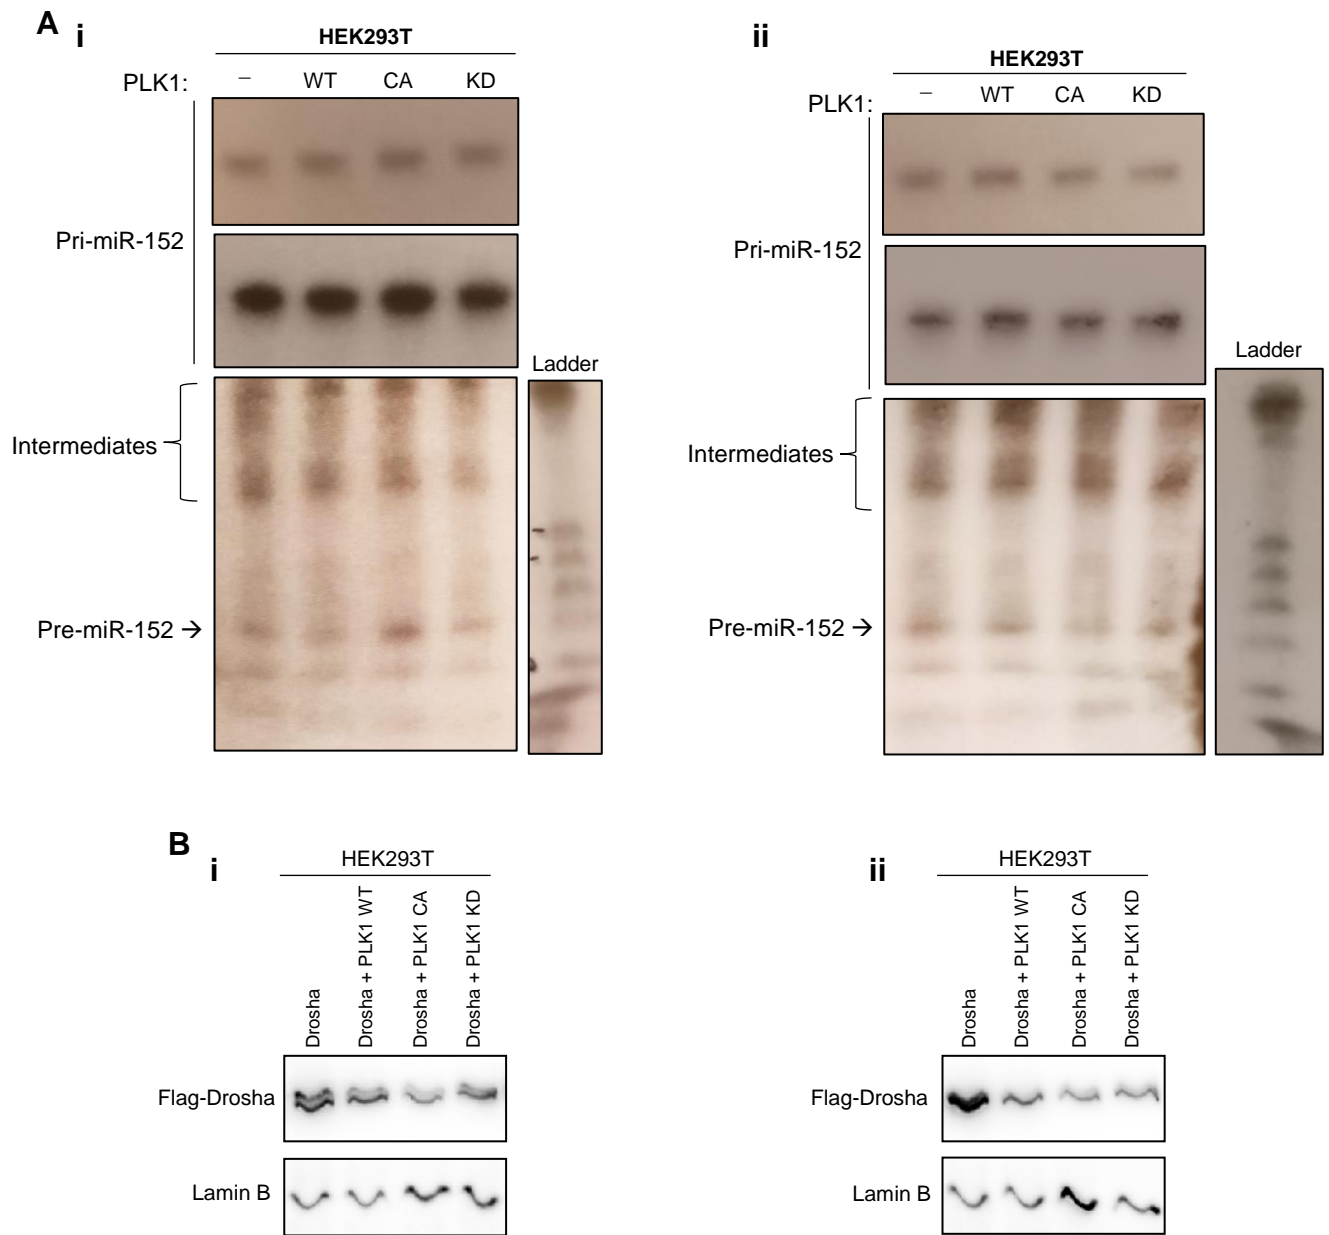 A
i
HEK293T
PLK1: – WT CA KD
Pri-miR-152
Ladder
Intermediates
Pre-miR-152 →
ii
HEK293T
PLK1: – WT CA KD
Pri-miR-152
Ladder
Intermediates
Pre-miR-152 →
B
i
HEK293T
Drosha
Drosha + PLK1 WT
Drosha + PLK1 CA
Drosha + PLK1 KD
Flag-Drosha
Lamin B
ii
HEK293T
Drosha
Drosha + PLK1 WT
Drosha + PLK1 CA
Drosha + PLK1 KD
Flag-Drosha
Lamin B